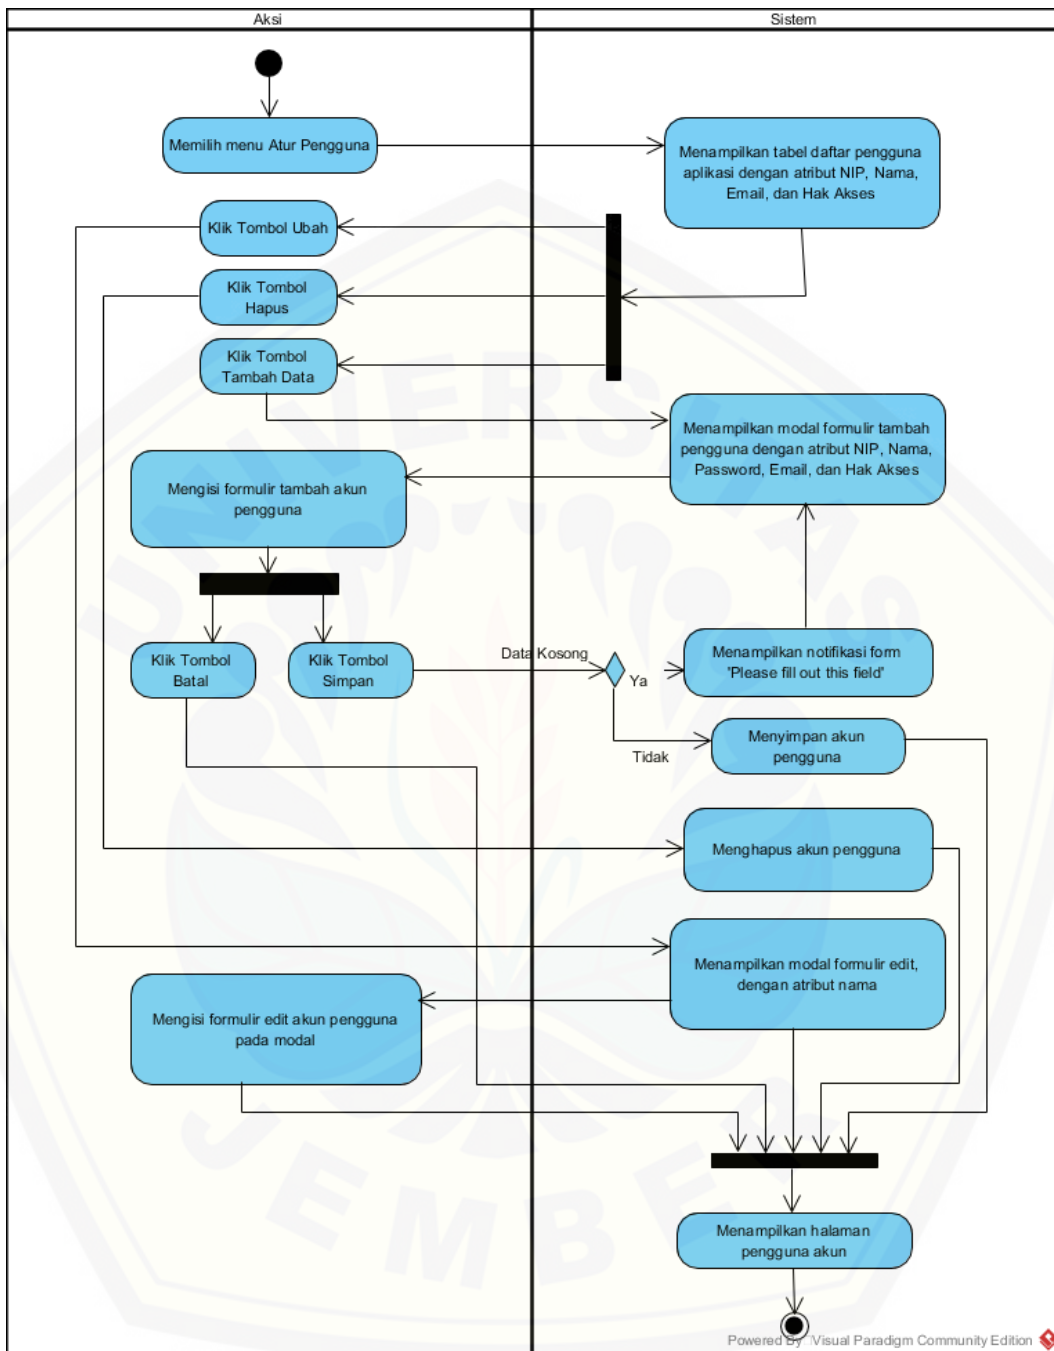 Aksi
Sistem
Memilih menu Atur Pengguna
Menampilkan tabel daftar pengguna
aplikasi dengan atribut NIP, Nama,
Email, dan Hak Akses
Klik Tombol Ubah
Klik Tombol
Hapus
Klik Tombol
Tambah Data
Menampilkan modal formulir tambah
pengguna dengan atribut NIP, Nama,
Password, Email, dan Hak Akses
Mengisi formulir tambah akun
pengguna
Klik Tombol
Batal
Klik Tombol
Simpan
Data Kosong
Ya
Menampilkan notifikasi form
'Please fill out this field'
Tidak
Menyimpan akun
pengguna
Menghapus akun pengguna
Menampilkan modal formulir edit,
dengan atribut nama
Mengisi formulir edit akun pengguna
pada modal
Menampilkan halaman
pengguna akun
UNIVERSITAS
JEMBER
Powered By Visual Paradigm Community Edition